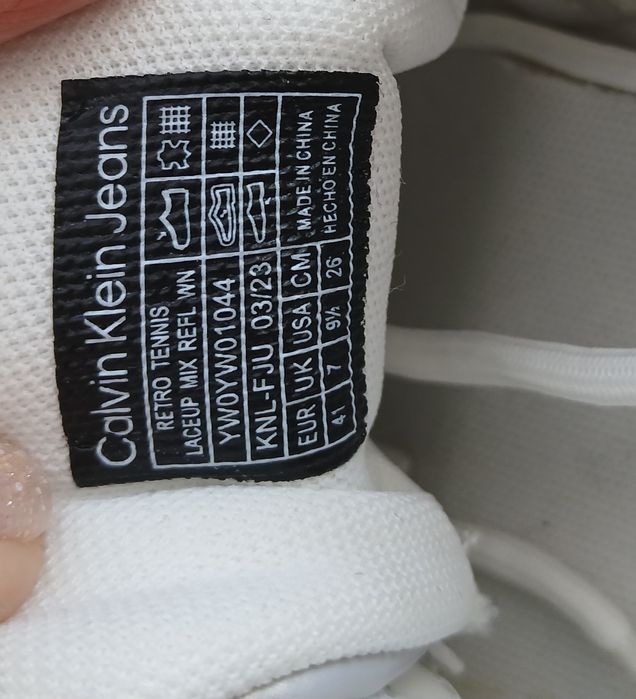 Calvin Klein Jeans
RETRO TENNIS
LACEUP MIX REFL WN
YW0YW01044
KNL-FJU 03/23
EUR UK USA CM
41 7 9½ 26
MADE IN CHINA
HECHO EN CHINA